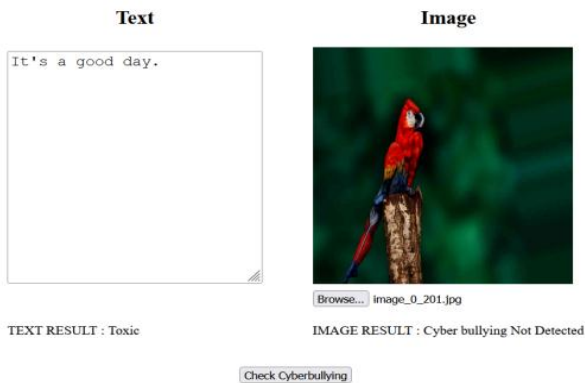 Text
Image
It's a good day.
Browse... image_0_201.jpg
TEXT RESULT : Toxic
IMAGE RESULT : Cyber bullying Not Detected
Check Cyberbullying